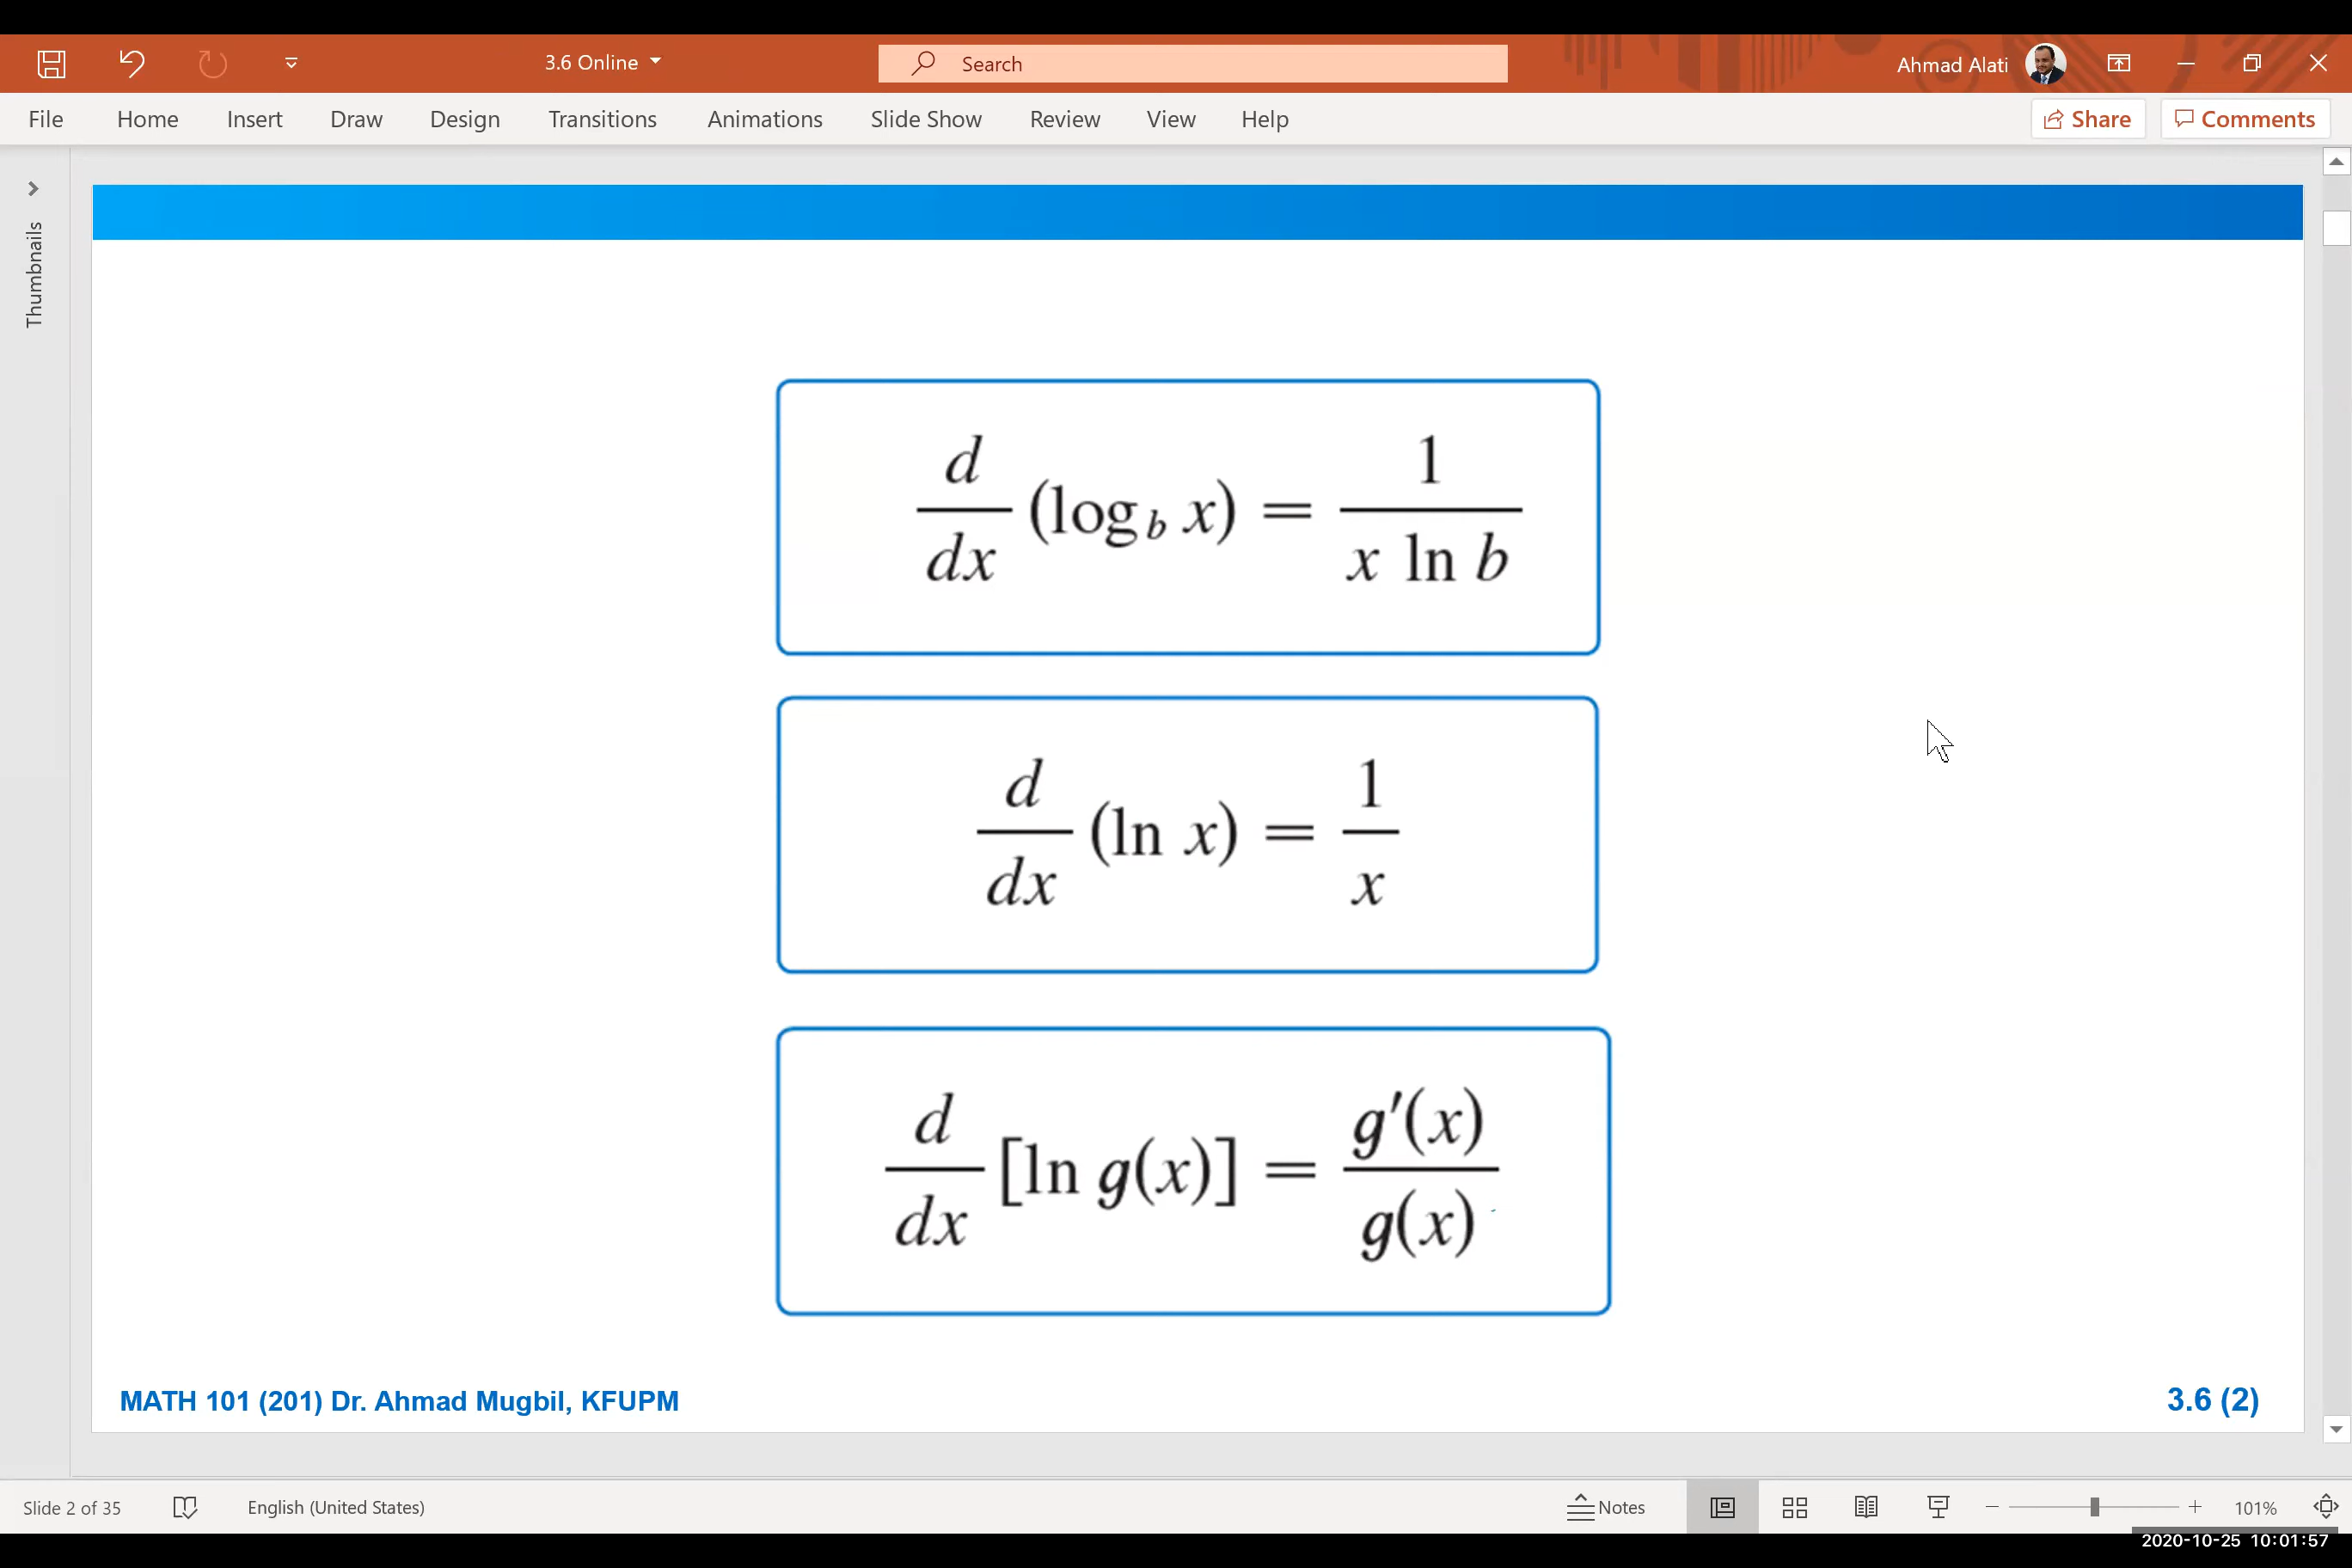 3.6 Online
Search
Ahmad Alati
File Home Insert Draw Design Transitions Animations Slide Show Review View Help
Share Comments
Thumbnails
d/dx (log_b x) = 1/(x ln b)
d/dx (ln x) = 1/x
d/dx [ln g(x)] = g′(x)/g(x)
MATH 101 (201) Dr. Ahmad Mugbil, KFUPM
3.6 (2)
Slide 2 of 35 English (United States) Notes 101%
2020-10-25 10:01:57